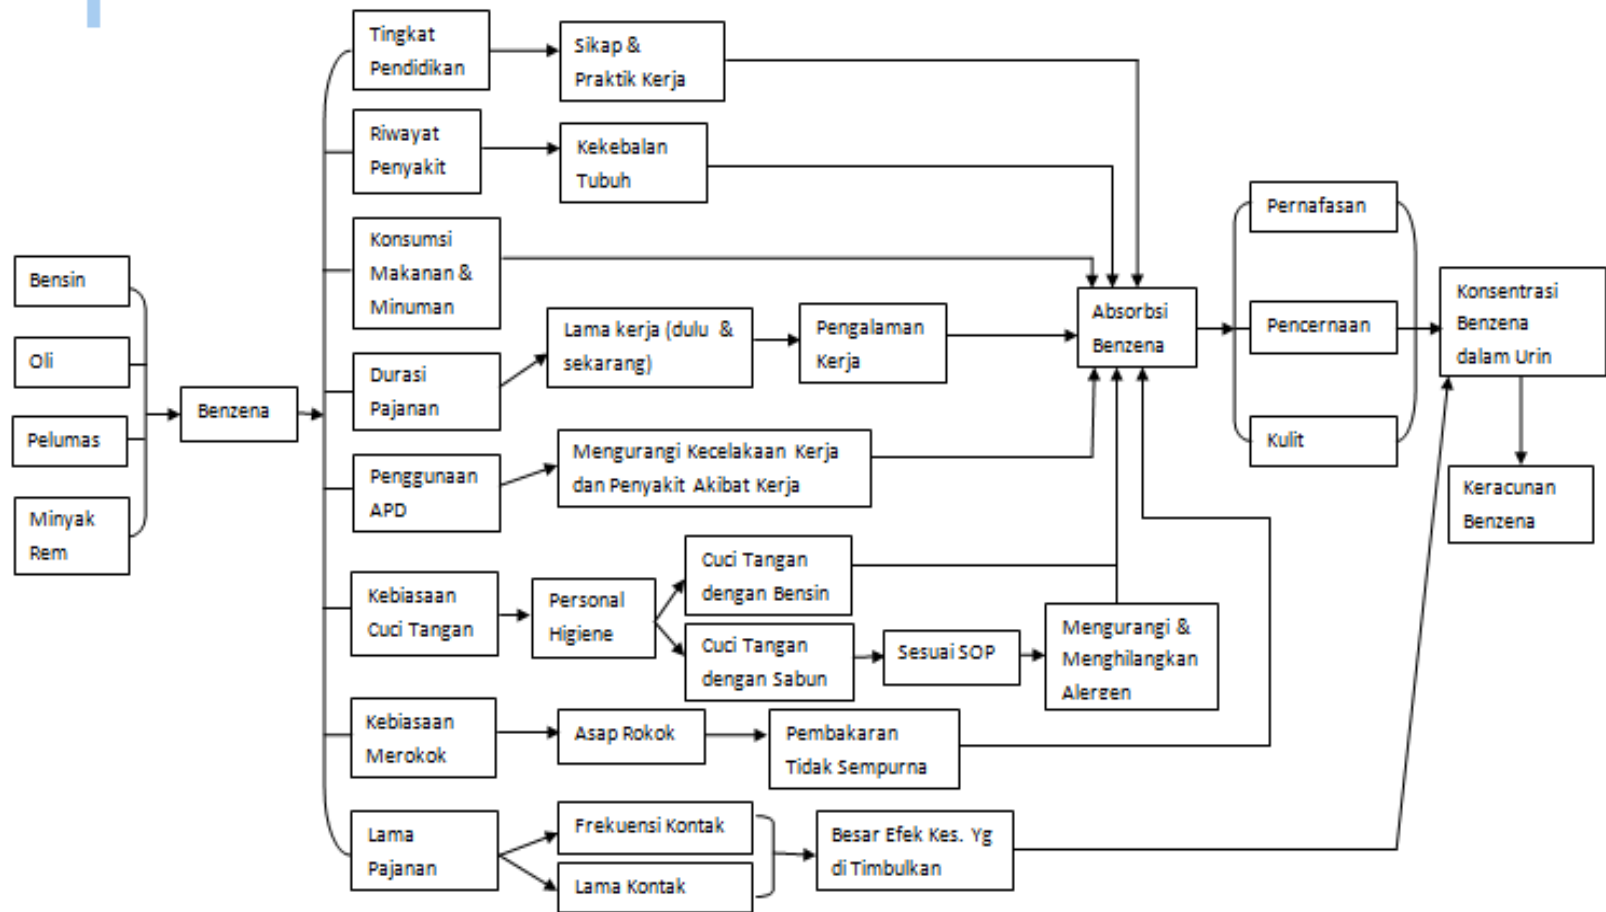 Bensin
Oli
Pelumas
Minyak
Rem
Benzena
Tingkat
Pendidikan
Sikap &
Praktik Kerja
Riwayat
Penyakit
Kekebalan
Tubuh
Konsumsi
Makanan &
Minuman
Durasi
Pajanan
Lama kerja (dulu &
sekarang)
Pengalaman
Kerja
Penggunaan
APD
Mengurangi Kecelakaan Kerja
dan Penyakit Akibat Kerja
Kebiasaan
Cuci Tangan
Personal
Higiene
Cuci Tangan
dengan Bensin
Cuci Tangan
dengan Sabun
Sesuai SOP
Mengurangi &
Menghilangkan
Alergen
Kebiasaan
Merokok
Asap Rokok
Pembakaran
Tidak Sempurna
Lama
Pajanan
Frekuensi Kontak
Lama Kontak
Besar Efek Kes. Yg
di Timbulkan
Absorbsi
Benzena
Pernafasan
Pencernaan
Kulit
Konsentrasi
Benzena
dalam Urin
Keracunan
Benzena